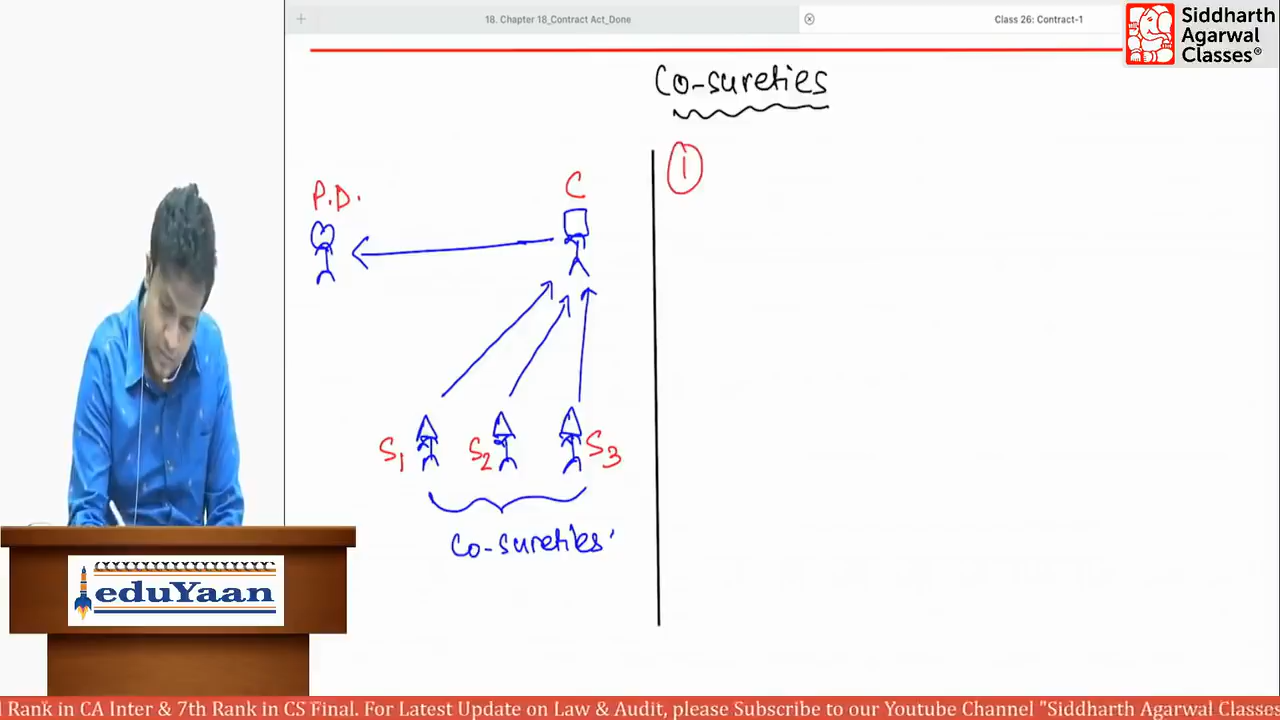 18. Chapter 18_Contract Act_Done
Class 26: Contract-1
Siddharth
Agarwal
Classes®
Co-sureties
1
P.D.
C
S1
S2
S3
Co-sureties
eduYaan
Rank in CA Inter & 7th Rank in CS Final. For Latest Update on Law & Audit, please Subscribe to our Youtube Channel "Siddharth Agarwal Classes